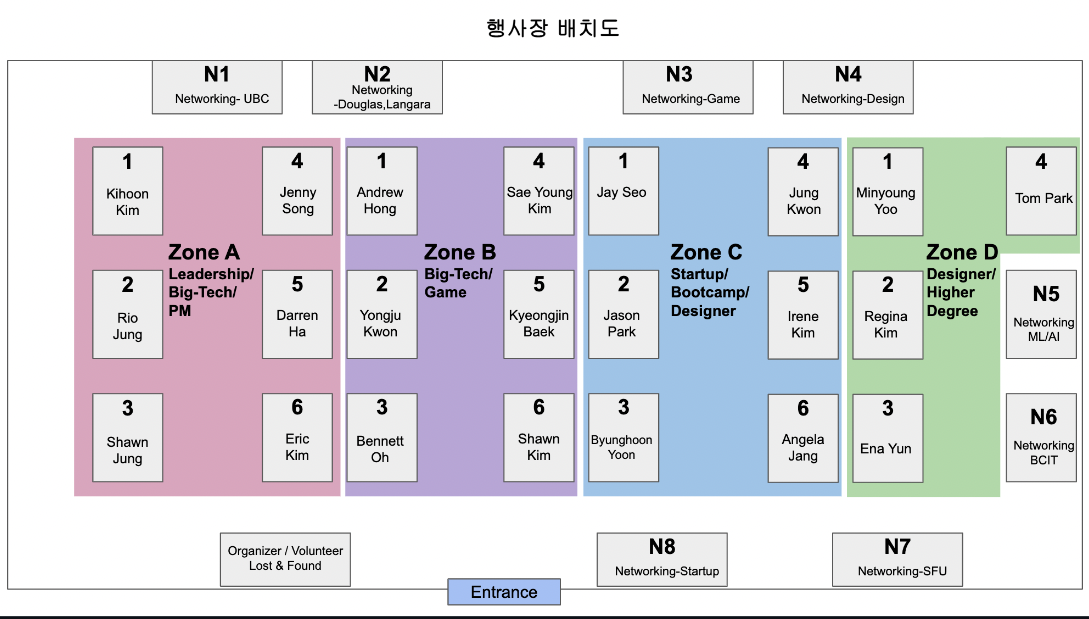 행사장 배치도
N1
Networking- UBC
N2
Networking
-Douglas,Langara
N3
Networking-Game
N4
Networking-Design
1
Kihoon
Kim
4
Jenny
Song
Zone A
Leadership/
Big-Tech/
PM
2
Rio
Jung
5
Darren
Ha
3
Shawn
Jung
6
Eric
Kim
1
Andrew
Hong
4
Sae Young
Kim
Zone B
Big-Tech/
Game
2
Yongju
Kwon
5
Kyeongjin
Baek
3
Bennett
Oh
6
Shawn
Kim
1
Jay Seo
4
Jung
Kwon
Zone C
Startup/
Bootcamp/
Designer
2
Jason
Park
5
Irene
Kim
3
Byunghoon
Yoon
6
Angela
Jang
1
Minyoung
Yoo
4
Tom Park
Zone D
Designer/
Higher
Degree
2
Regina
Kim
N5
Networking
ML/AI
3
Ena Yun
N6
Networking
BCIT
Organizer / Volunteer
Lost & Found
N8
Networking-Startup
N7
Networking-SFU
Entrance